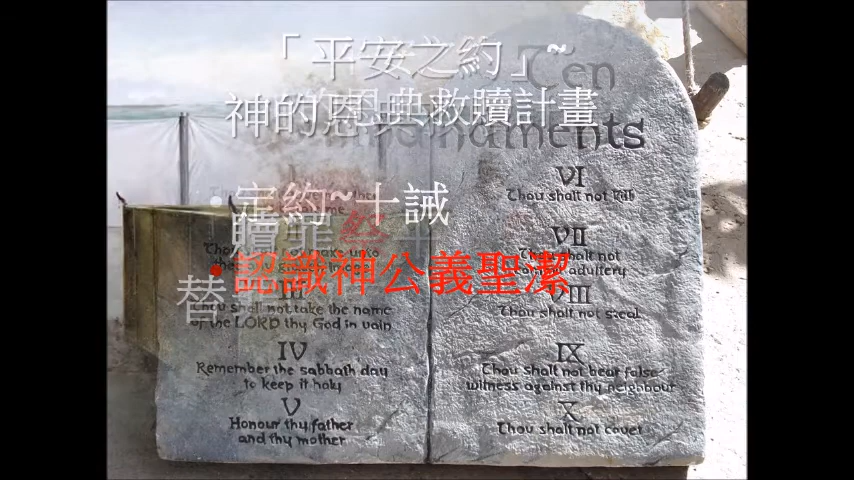 「平安之約」~
神的恩典救贖計畫
• 定約~十誡
贖罪
• 認識神公義聖潔
替
Ten
VI
Thou shalt not kill
VII
Thou shalt not
adultery
VIII
Thou shalt not steal
Thou shalt not take the name
of the LORD thy God in vain
IV
Remember the sabbath day
to keep it holy
V
Honour thy father
and thy mother
IX
Thou shalt not bear false
witness against thy neighbour
X
Thou shalt not covet